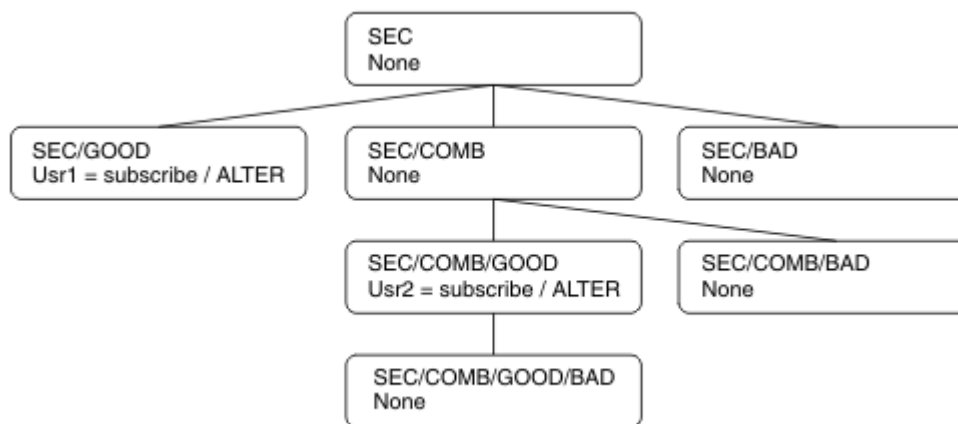 SEC
None
SEC/GOOD
Usr1 = subscribe / ALTER
SEC/COMB
None
SEC/BAD
None
SEC/COMB/GOOD
Usr2 = subscribe / ALTER
SEC/COMB/BAD
None
SEC/COMB/GOOD/BAD
None